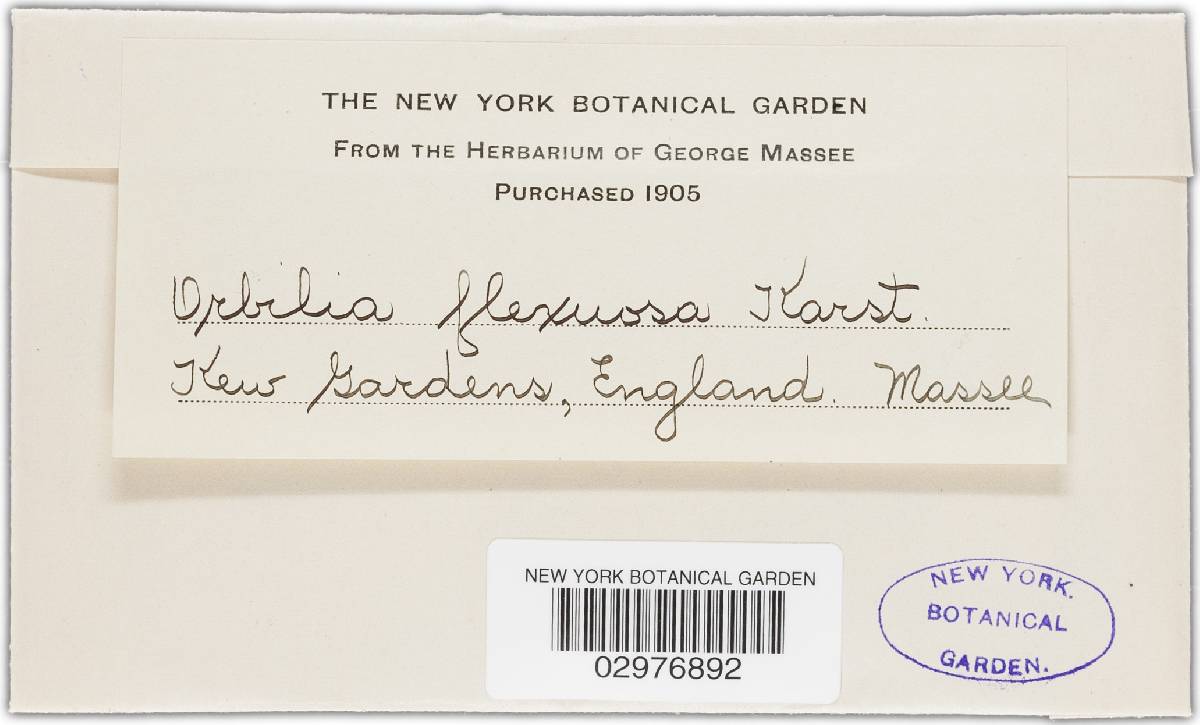 THE NEW YORK BOTANICAL GARDEN
FROM THE HERBARIUM OF GEORGE MASSEE
PURCHASED 1905
Orbilia flexuosa Karst.
Kew Gardens, England. Massee
NEW YORK BOTANICAL GARDEN
02976892
NEW YORK.
BOTANICAL
GARDEN.